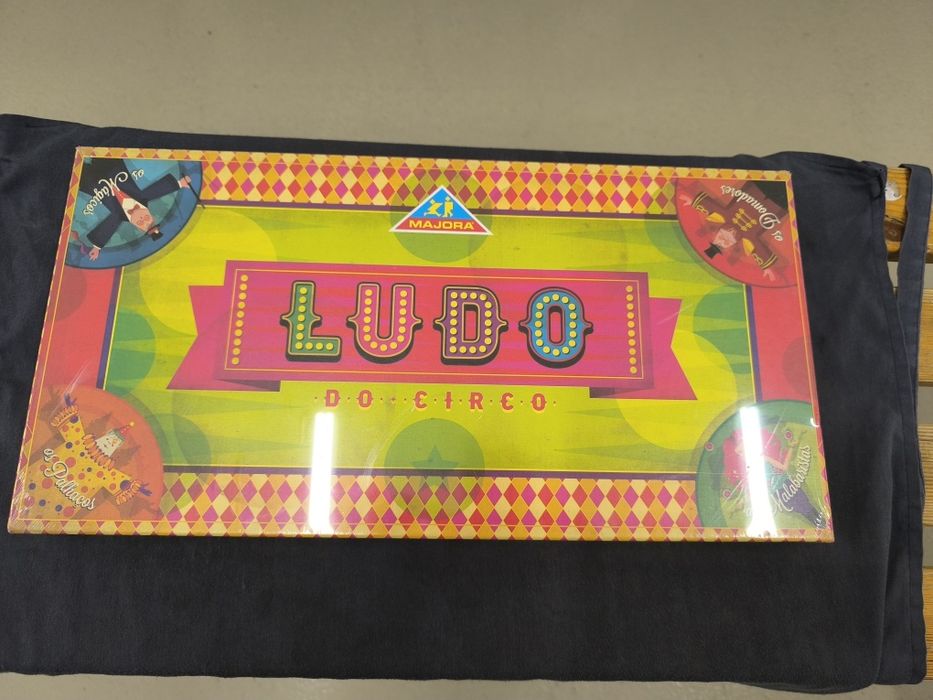 os Mágicos
os Domadores
MAJORA
LUDO
·DO·CIRCO·
os Palhaços
Malabaristas